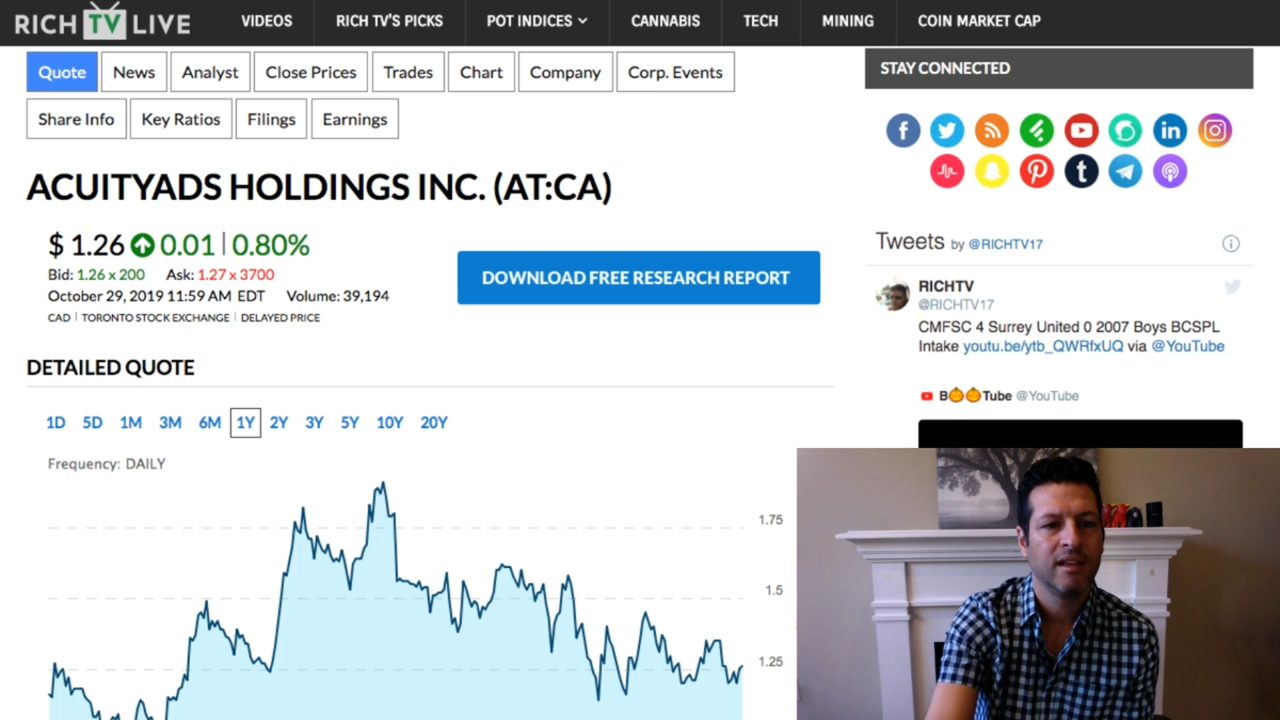 RICH TV LIVE
VIDEOS RICH TV'S PICKS POT INDICES CANNABIS TECH MINING COIN MARKET CAP
Quote News Analyst Close Prices Trades Chart Company Corp. Events
Share Info Key Ratios Filings Earnings
ACUITYADS HOLDINGS INC. (AT:CA)
$ 1.26 0.01 | 0.80%
Bid: 1.26 x 200 Ask: 1.27 x 3700
October 29, 2019 11:59 AM EDT Volume: 39,194
CAD | TORONTO STOCK EXCHANGE | DELAYED PRICE
DOWNLOAD FREE RESEARCH REPORT
DETAILED QUOTE
1D 5D 1M 3M 6M 1Y 2Y 3Y 5Y 10Y 20Y
Frequency: DAILY
1.75
1.5
1.25
STAY CONNECTED
Tweets by @RICHTV17
RICHTV
@RICHTV17
CMFSC 4 Surrey United 0 2007 Boys BCSPL
Intake youtu.be/ytb_QWRfxUQ via @YouTube
B🎃🎃Tube @YouTube